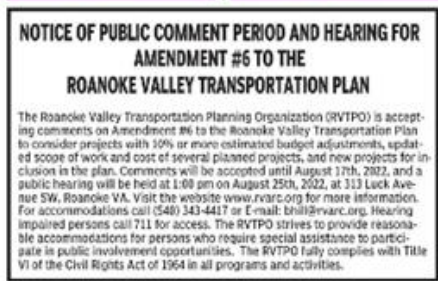 NOTICE OF PUBLIC COMMENT PERIOD AND HEARING FOR
AMENDMENT #6 TO THE
ROANOKE VALLEY TRANSPORTATION PLAN
The Roanoke Valley Transportation Planning Organization (RVTPO) is accept-
ing comments on Amendment #6 to the Roanoke Valley Transportation Plan
to consider projects with 10% or more estimated budget adjustments, updat-
ed scope of work and cost of several planned projects, and new projects for in-
clusion in the plan. Comments will be accepted until August 17th, 2022, and a
public hearing will be held at 1:00 pm on August 25th, 2022, at 313 Luck Ave-
nue SW, Roanoke VA. Visit the website www.rvarc.org for more information.
For accommodations call (540) 343-4417 or E-mail: bhill@rvarc.org. Hearing
impaired persons call 711 for access. The RVTPO strives to provide reasona-
ble accommodations for persons who require special assistance to partici-
pate in public involvement opportunities. The RVTPO fully complies with Title
VI of the Civil Rights Act of 1964 in all programs and activities.